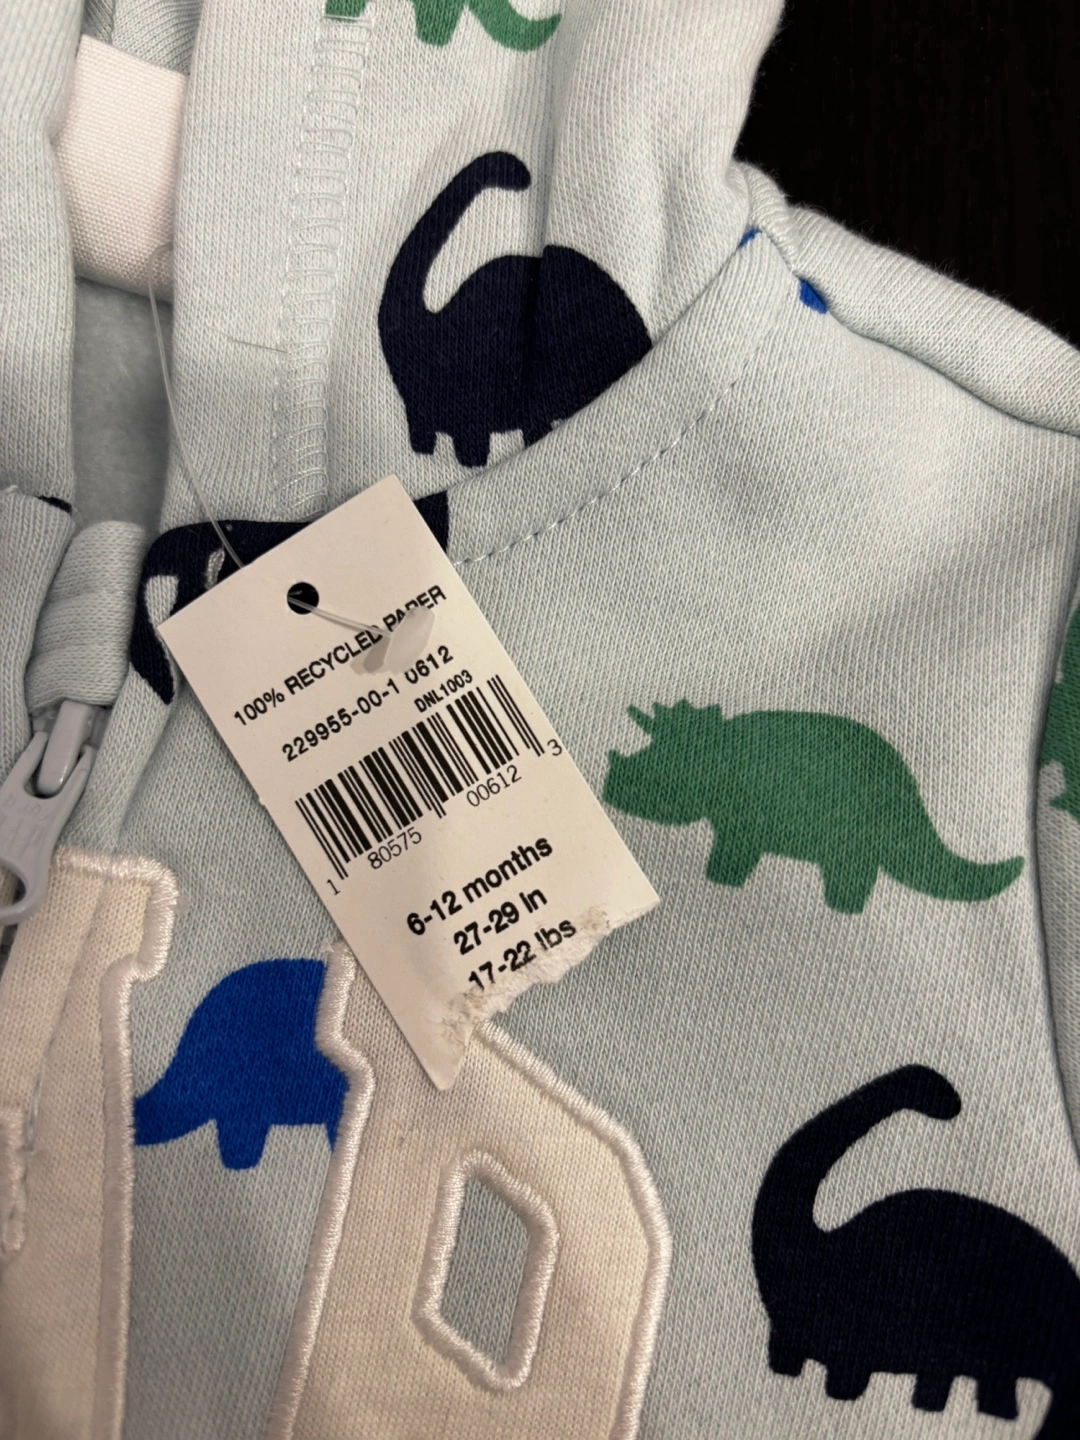 100% RECYCLED PAPER
229955-00-1 0612
DNL1003
1 80575 00612 3
6-12 months
27-29 in
17-22 lbs
AP